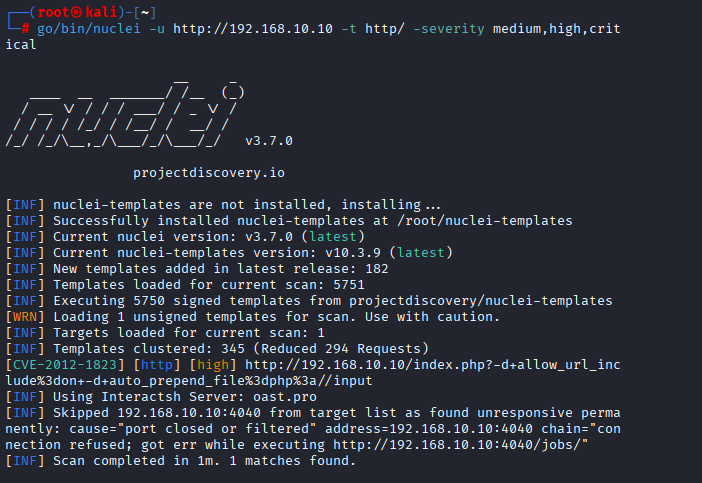 ┌──(root㉿kali)-[~]
└─# go/bin/nuclei -u http://192.168.10.10 -t http/ -severity medium,high,crit
ical
nuclei v3.7.0
projectdiscovery.io
[INF] nuclei-templates are not installed, installing...
[INF] Successfully installed nuclei-templates at /root/nuclei-templates
[INF] Current nuclei version: v3.7.0 (latest)
[INF] Current nuclei-templates version: v10.3.9 (latest)
[INF] New templates added in latest release: 182
[INF] Templates loaded for current scan: 5751
[INF] Executing 5750 signed templates from projectdiscovery/nuclei-templates
[WRN] Loading 1 unsigned templates for scan. Use with caution.
[INF] Targets loaded for current scan: 1
[INF] Templates clustered: 345 (Reduced 294 Requests)
[CVE-2012-1823] [http] [high] http://192.168.10.10/index.php?-d+allow_url_inc
lude%3don+-d+auto_prepend_file%3dphp%3a//input
[INF] Using Interactsh Server: oast.pro
[INF] Skipped 192.168.10.10:4040 from target list as found unresponsive perma
nently: cause="port closed or filtered" address=192.168.10.10:4040 chain="con
nection refused; got err while executing http://192.168.10.10:4040/jobs/"
[INF] Scan completed in 1m. 1 matches found.